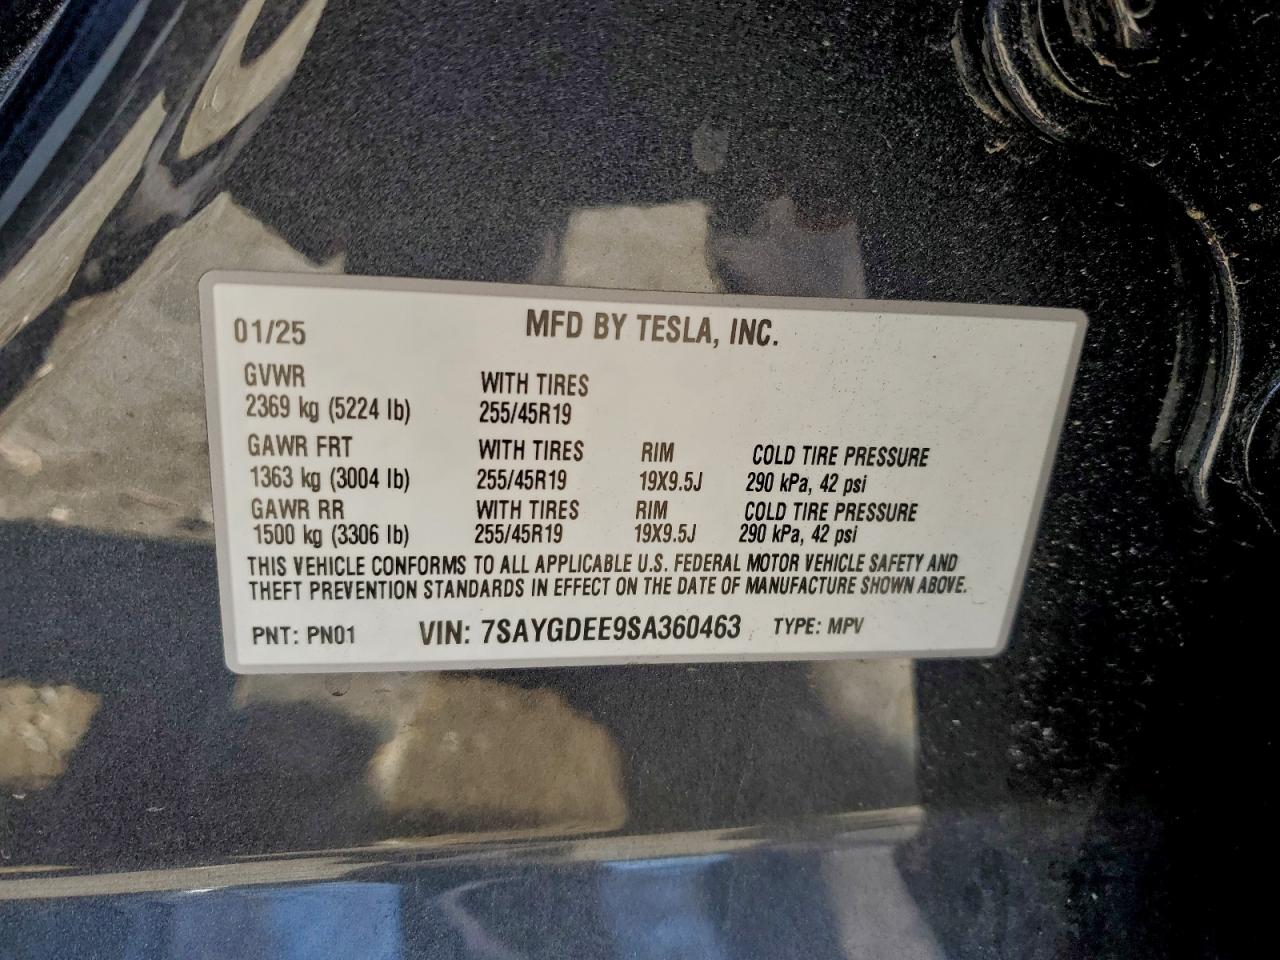 01/25 MFD BY TESLA, INC.
GVWR WITH TIRES
2369 kg (5224 lb) 255/45R19
GAWR FRT WITH TIRES RIM COLD TIRE PRESSURE
1363 kg (3004 lb) 255/45R19 19X9.5J 290 kPa, 42 psi
GAWR RR WITH TIRES RIM COLD TIRE PRESSURE
1500 kg (3306 lb) 255/45R19 19X9.5J 290 kPa, 42 psi
THIS VEHICLE CONFORMS TO ALL APPLICABLE U.S. FEDERAL MOTOR VEHICLE SAFETY AND
THEFT PREVENTION STANDARDS IN EFFECT ON THE DATE OF MANUFACTURE SHOWN ABOVE.
PNT: PN01 VIN: 7SAYGDEE9SA360463 TYPE: MPV